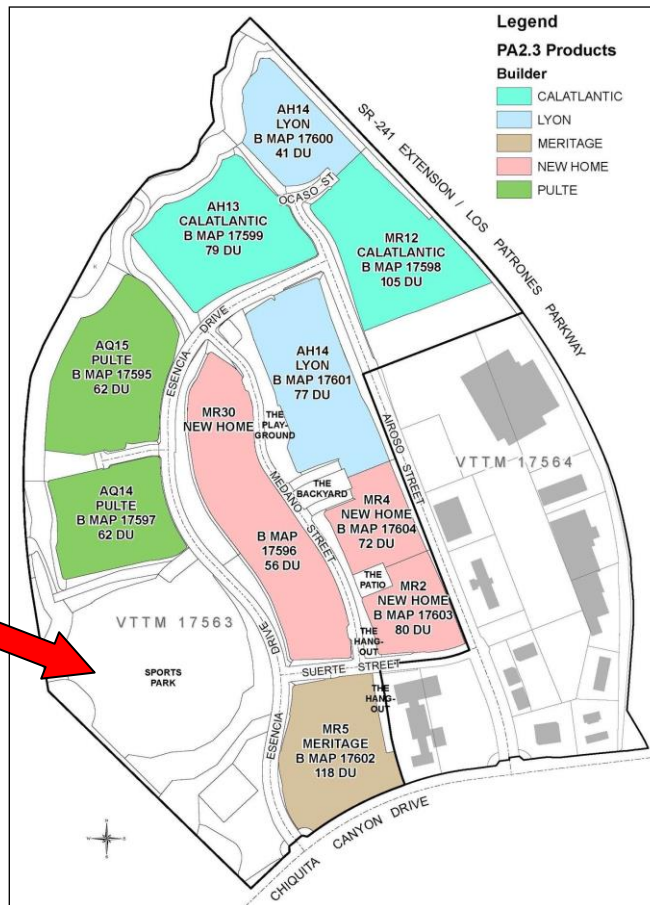 Legend
PA2.3 Products
Builder
CALATLANTIC
LYON
MERITAGE
NEW HOME
PULTE
SR-241 EXTENSION / LOS PATRONES PARKWAY
AH14
LYON
B MAP 17600
41 DU
OCASO ST.
AH13
CALATLANTIC
B MAP 17599
79 DU
MR12
CALATLANTIC
B MAP 17598
105 DU
ESENCIA DRIVE
AQ15
PULTE
B MAP 17595
62 DU
AH14
LYON
B MAP 17601
77 DU
MR30
NEW HOME
THE
PLAY-
GROUND
AIROSO STREET
VTTM 17564
MEDANO STREET
THE
BACKYARD
AQ14
PULTE
B MAP 17597
62 DU
MR4
NEW HOME
B MAP 17604
72 DU
B MAP
17596
56 DU
THE
PATIO
MR2
NEW HOME
B MAP 17603
80 DU
VTTM 17563
THE
HANG-
OUT
SPORTS
PARK
SUERTE STREET
ESENCIA DRIVE
THE
HANG-
OUT
MR5
MERITAGE
B MAP 17602
118 DU
CHIQUITA CANYON DRIVE